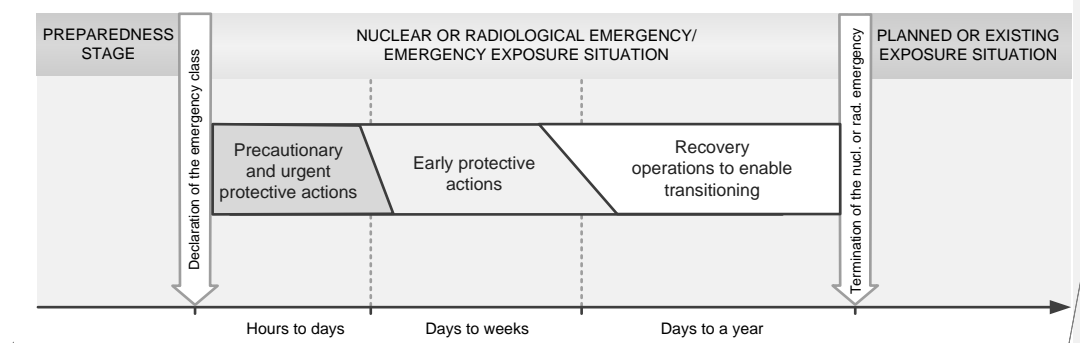 PREPAREDNESS
STAGE
Declaration of the emergency class
NUCLEAR OR RADIOLOGICAL EMERGENCY/
EMERGENCY EXPOSURE SITUATION
Termination of the nucl. or rad. emergency
PLANNED OR EXISTING
EXPOSURE SITUATION
Precautionary
and urgent
protective actions
Early protective
actions
Recovery
operations to enable
transitioning
Hours to days
Days to weeks
Days to a year